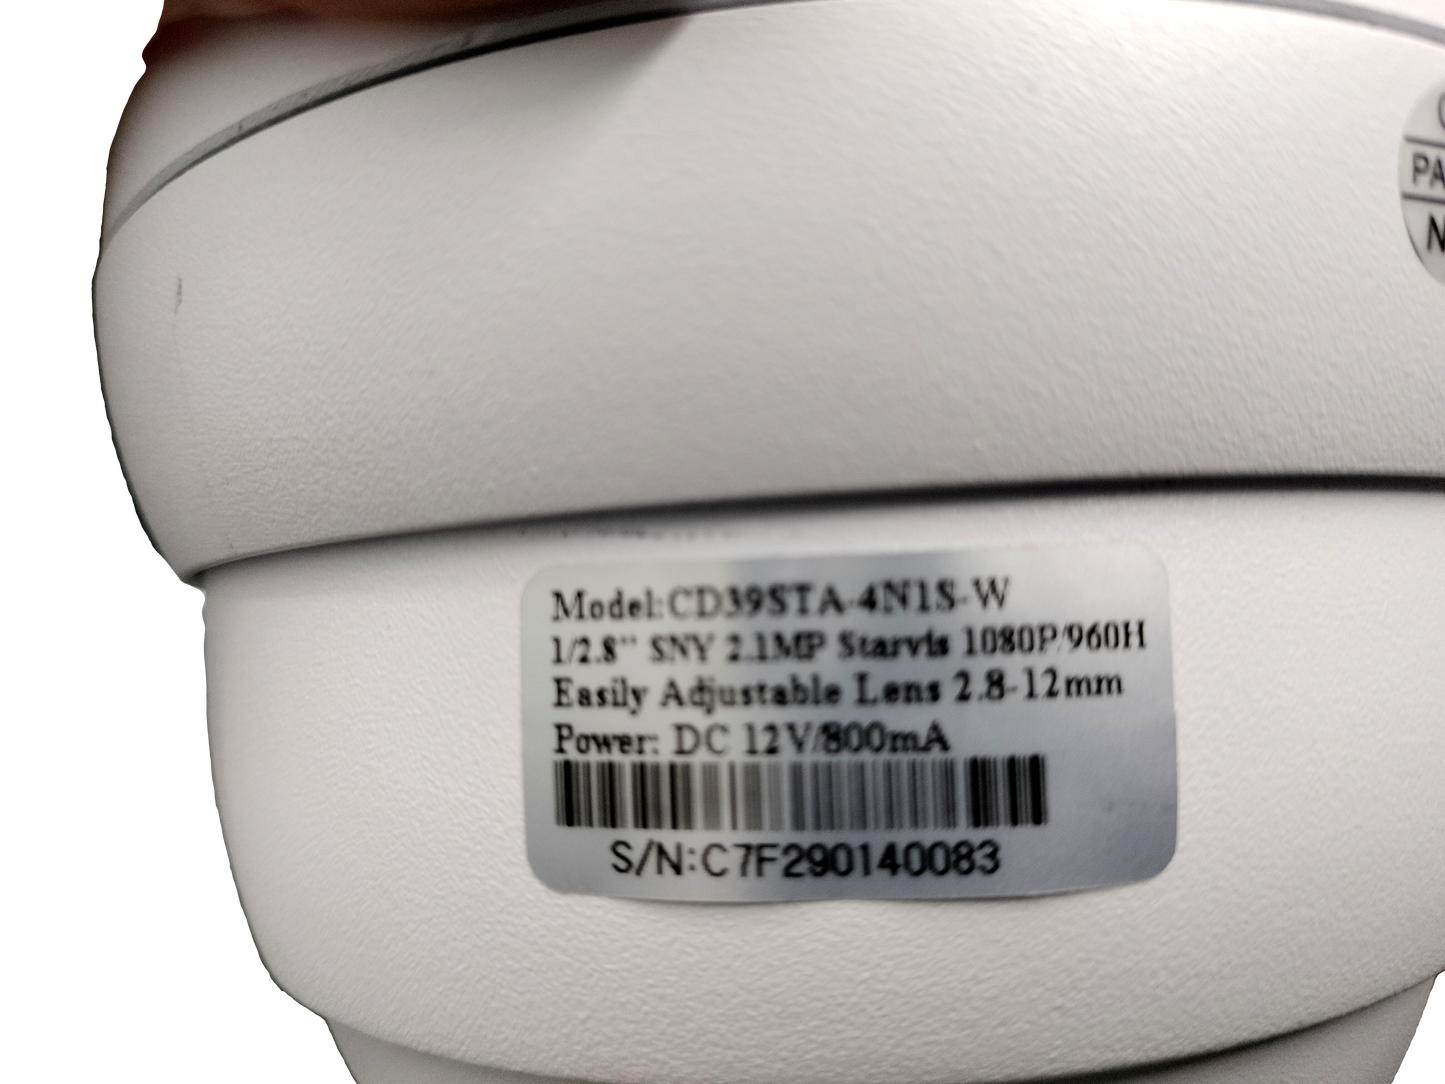 PA
Model:CD39STA-4N1S-W
1/2.8" SNY 2.1MP Starvis 1080P/960H
Easily Adjustable Lens 2.8-12mm
Power: DC 12V/800mA
S/N:C7F290140083